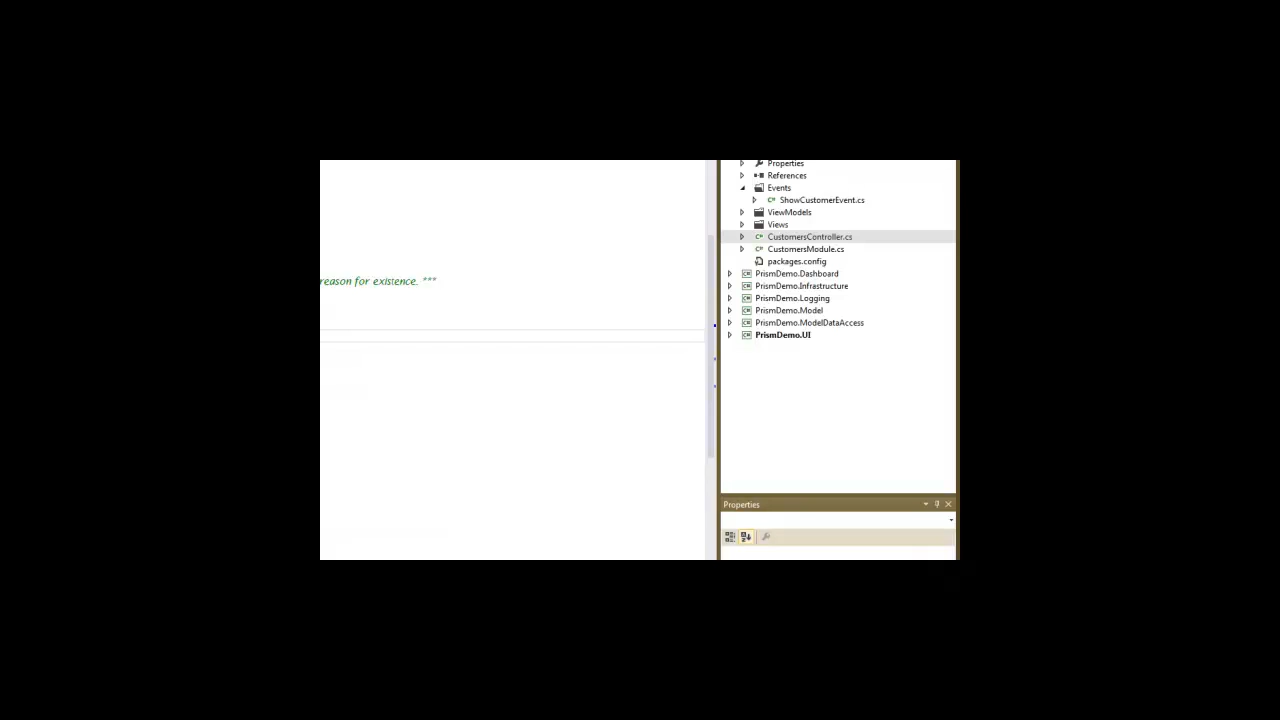 Properties
References
Events
ShowCustomerEvent.cs
ViewModels
Views
CustomersController.cs
CustomersModule.cs
packages.config
reason for existence. ***
PrismDemo.Dashboard
PrismDemo.Infrastructure
PrismDemo.Logging
PrismDemo.Model
PrismDemo.ModelDataAccess
PrismDemo.UI
Properties